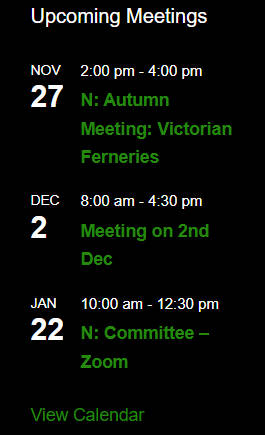 Upcoming Meetings
NOV
27
2:00 pm - 4:00 pm
N: Autumn
Meeting: Victorian
Ferneries
DEC
2
8:00 am - 4:30 pm
Meeting on 2nd
Dec
JAN
22
10:00 am - 12:30 pm
N: Committee –
Zoom
View Calendar